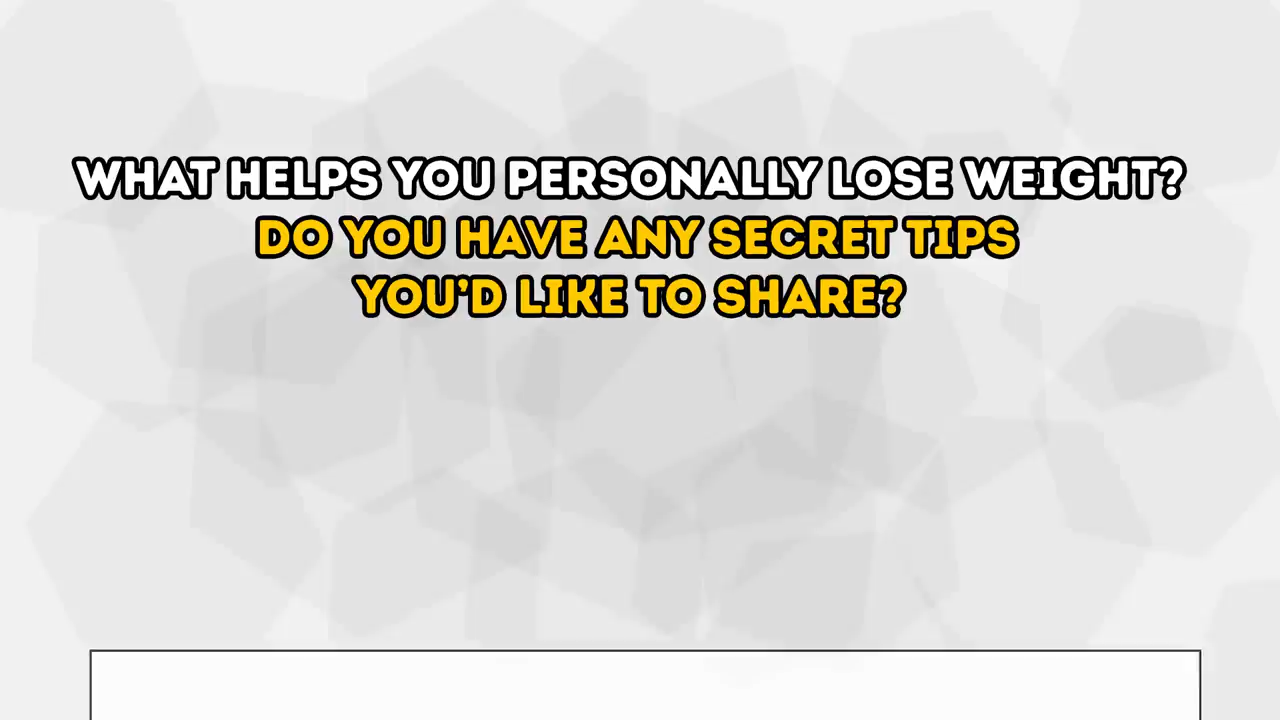 WHAT HELPS YOU PERSONALLY LOSE WEIGHT?
DO YOU HAVE ANY SECRET TIPS
YOU'D LIKE TO SHARE?